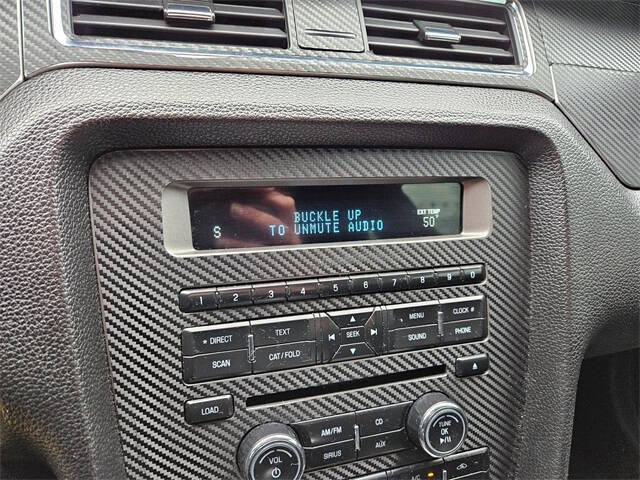 BUCKLE UP
TO UNMUTE AUDIO
EXT TEMP
50°
S
1 2 3 4 5 6 7 8 9 0
* DIRECT
TEXT
SCAN
CAT/FOLD
SEEK
MENU
CLOCK #
SOUND
PHONE
LOAD
AM/FM
CD
SIRIUS
AUX
VOL
TUNE
OK